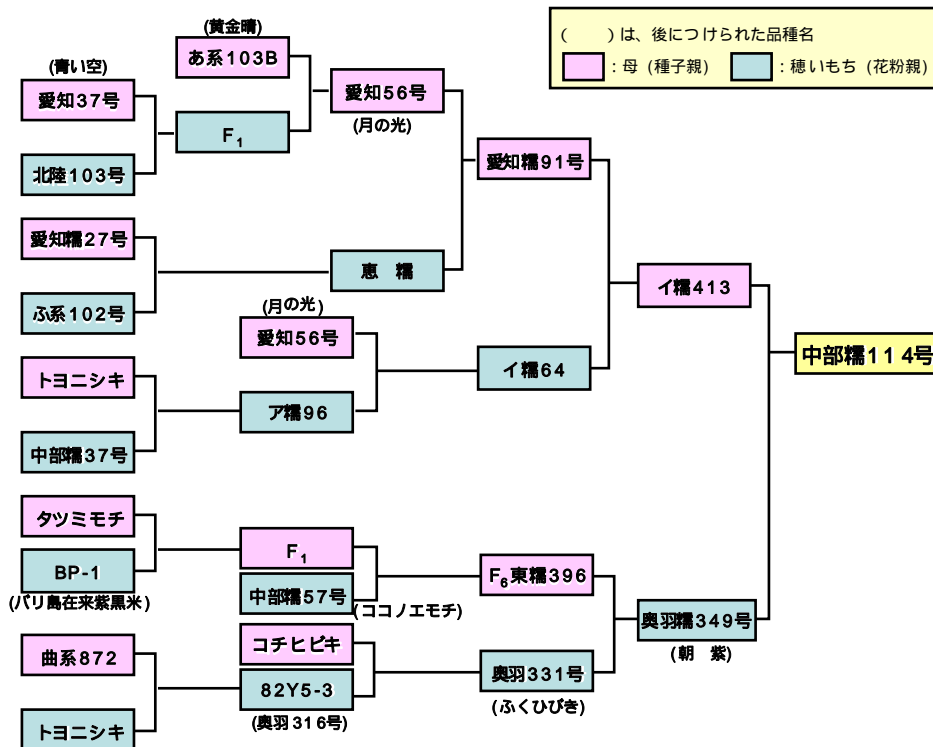 (黄金晴)
あ系103B
( )は、後につけられた品種名
:母 (種子親)
:穂いもち (花粉親)
(青い空)
愛知37号
愛知56号
(月の光)
F1
北陸103号
愛知糯91号
愛知糯27号
恵 糯
ふ系102号
イ糯413
(月の光)
愛知56号
中部糯114号
イ糯64
トヨニシキ
ア糯96
中部糯37号
タツミモチ
F1
BP-1
(バリ島在来紫黒米)
中部糯57号
(ココノエモチ)
F6東糯396
奥羽糯349号
(朝 紫)
コチヒビキ
曲系872
奥羽331号
(ふくひびき)
82Y5-3
(奥羽316号)
トヨニシキ